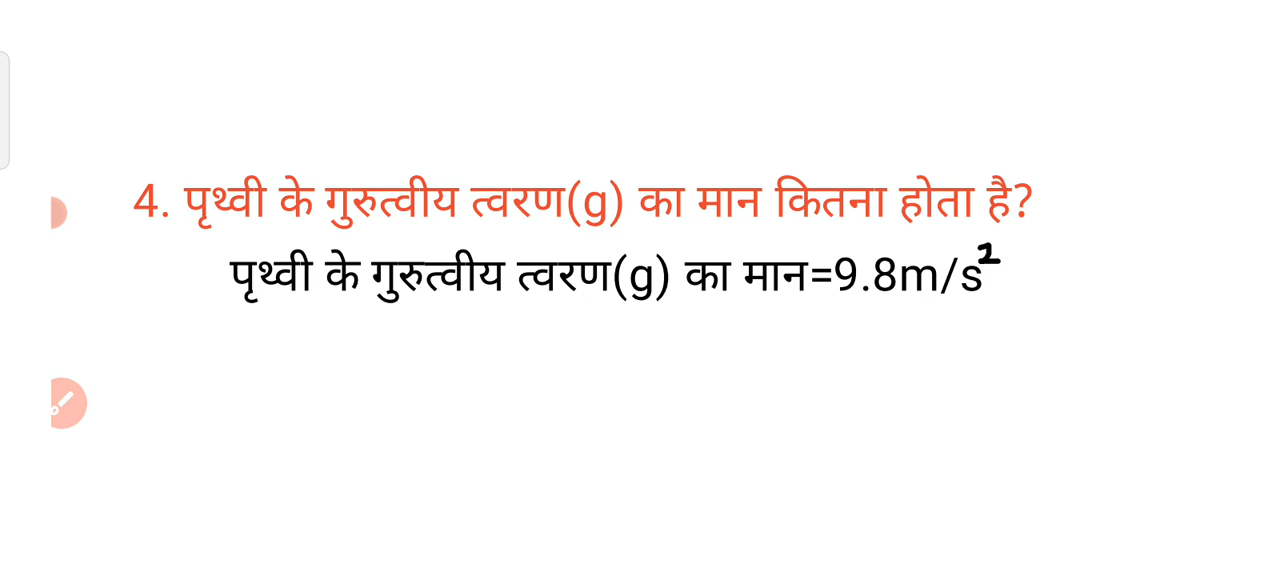 4. पृथ्वी के गुरुत्वीय त्वरण(g) का मान कितना होता है?
पृथ्वी के गुरुत्वीय त्वरण(g) का मान=9.8m/s²